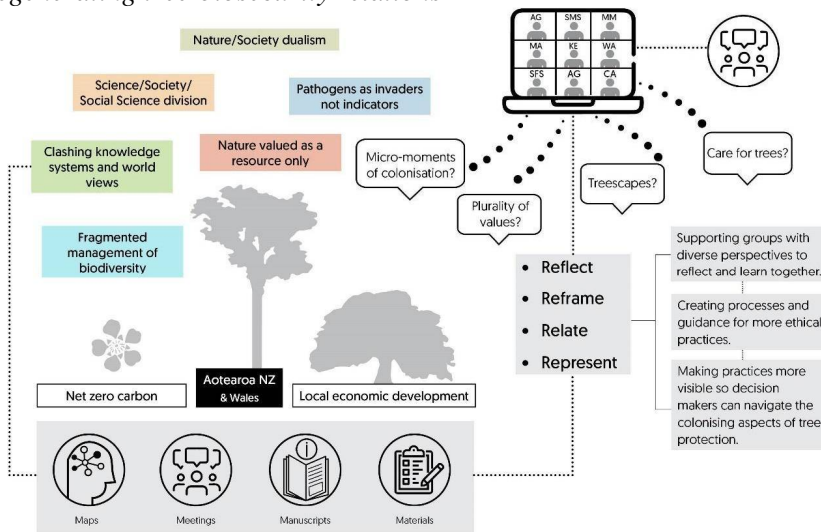 Nature/Society dualism
Science/Society/
Social Science division
Pathogens as invaders
not indicators
Clashing knowledge
systems and world
views
Nature valued as a
resource only
Fragmented
management of
biodiversity
Net zero carbon
Aotearoa NZ
& Wales
Local economic development
Maps
Meetings
Manuscripts
Materials
AG SMS MM
MA KE WA
SFS AG CA
Micro-moments
of colonisation?
Plurality of
values?
Treescapes?
Care for trees?
• Reflect
• Reframe
• Relate
• Represent
Supporting groups with
diverse perspectives to
reflect and learn together.
Creating processes and
guidance for more ethical
practices.
Making practices more
visible so decision
makers can navigate the
colonising aspects of tree
protection.